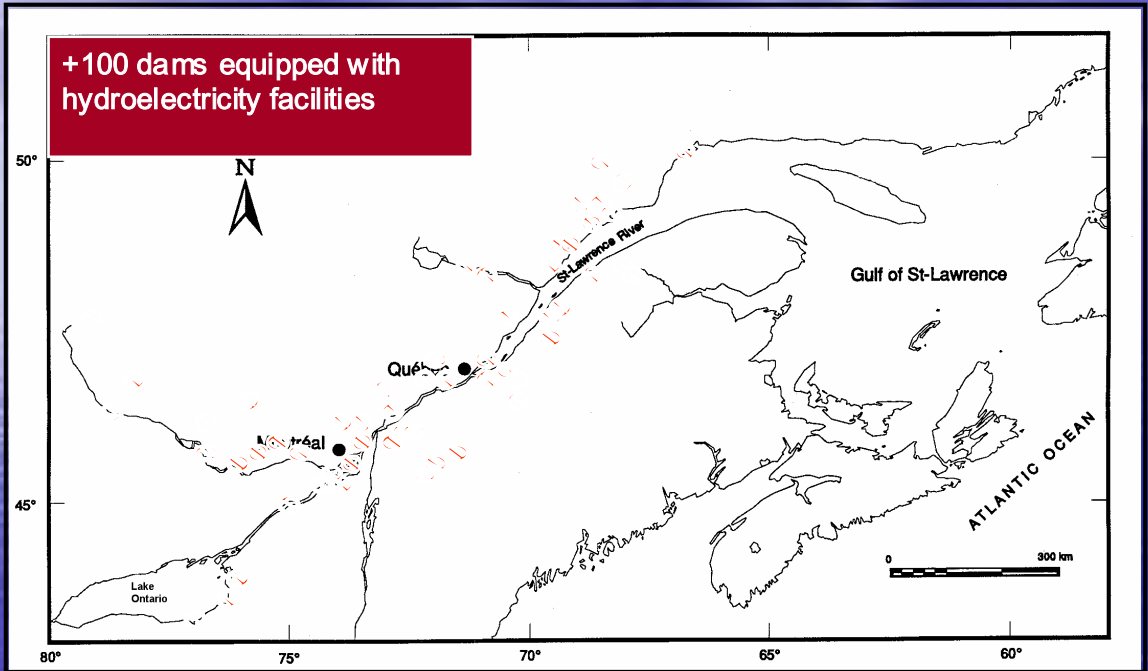 +100 dams equipped with
hydroelectricity facilities
50°
N
St-Lawrence River
Gulf of St-Lawrence
ATLANTIC OCEAN
45°
0 300 km
Lake
Ontario
80° 75° 70° 65° 60°